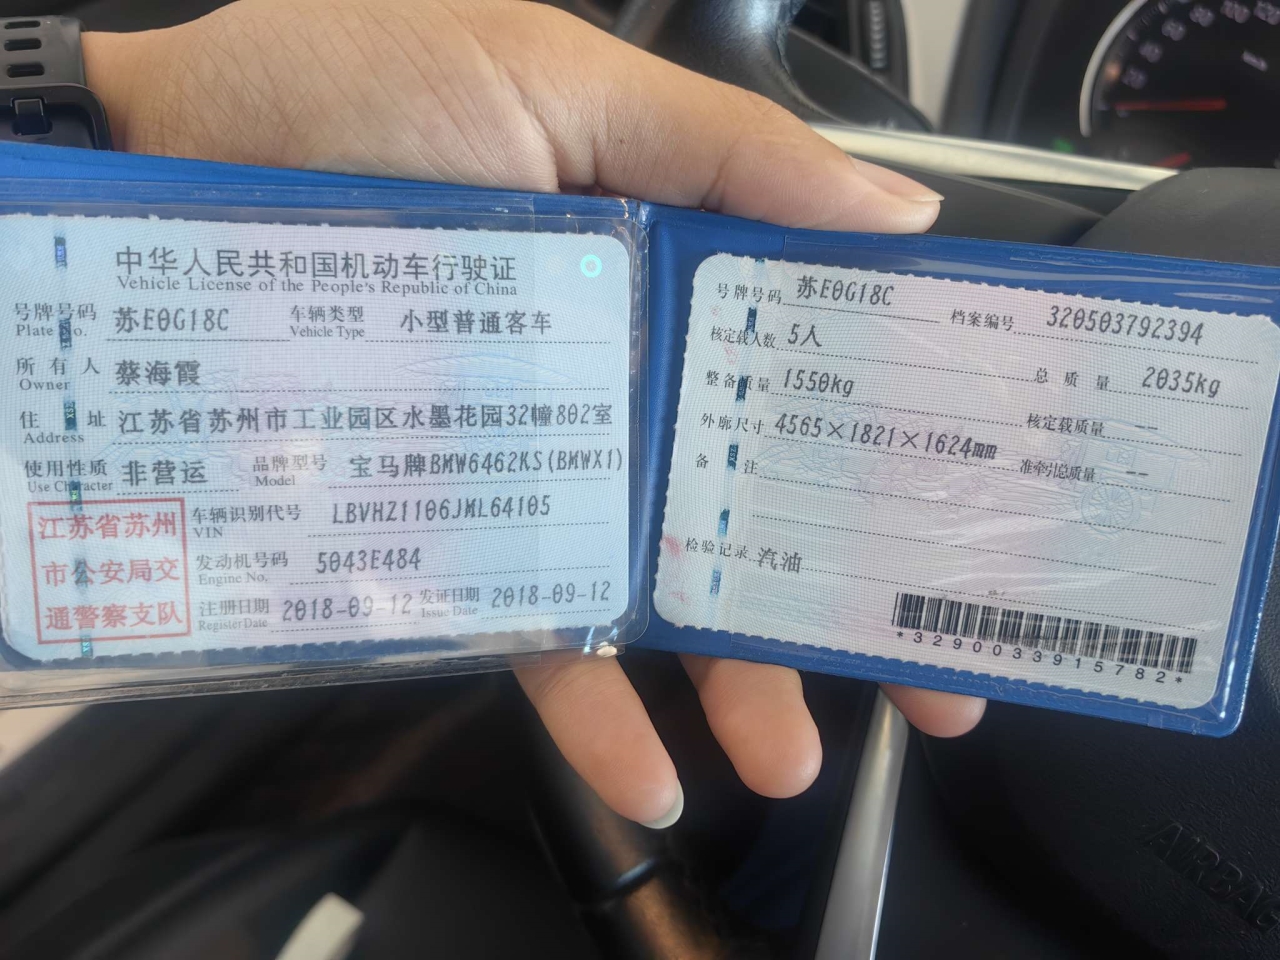 中华人民共和国机动车行驶证
Vehicle License of the People's Republic of China
号牌号码 苏E0G18C 车辆类型 小型普通客车
Plate No. Vehicle Type
所有人 蔡海霞
Owner
住址 江苏省苏州市工业园区水墨花园32幢802室
Address
使用性质 非营运 品牌型号 宝马牌BMW6462KS(BMWX1)
Use Character Model
江苏省苏州
市公安局交
通警察支队
车辆识别代号 LBVHZ1106JML64105
VIN
发动机号码 5043E484
Engine No.
注册日期 2018-09-12 发证日期 2018-09-12
Register Date Issue Date
号牌号码 苏E0G18C 档案编号 320503792394
核定载人数 5人 总质量 2035kg
整备质量 1550kg 核定载质量 --
外廓尺寸 4565×1821×1624mm 准牵引总质量 --
备注
检验记录 汽油
*3290033915782*
AIRBAG